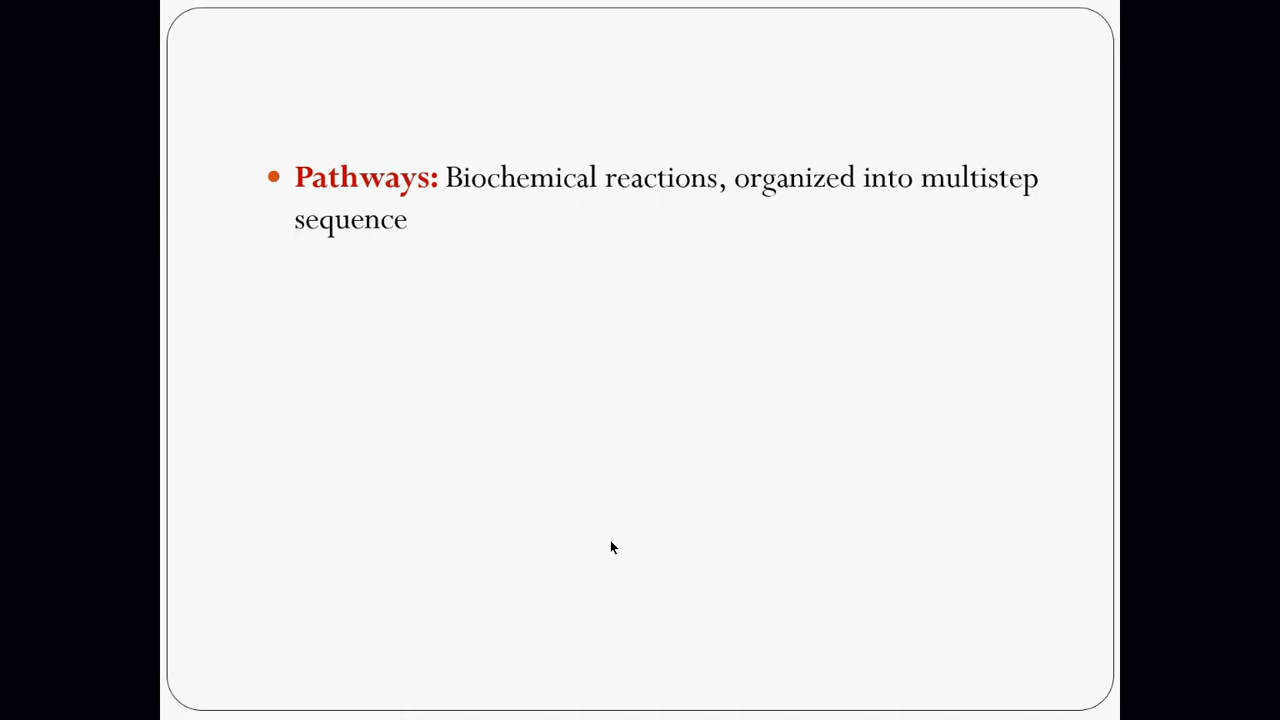 Pathways: Biochemical reactions, organized into multistep
sequence